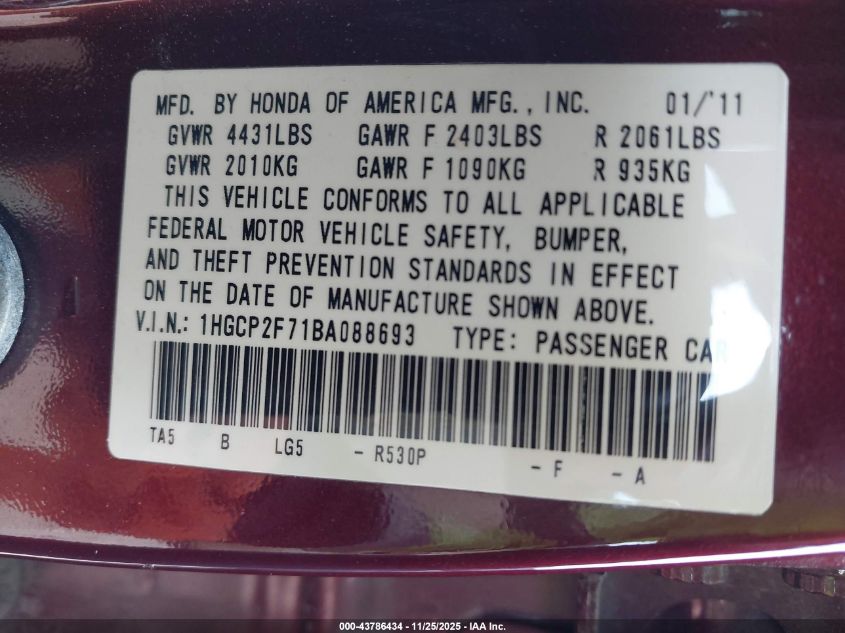 MFD. BY HONDA OF AMERICA MFG., INC. 01/'11
GVWR 4431LBS GAWR F 2403LBS R 2061LBS
GVWR 2010KG GAWR F 1090KG R 935KG
THIS VEHICLE CONFORMS TO ALL APPLICABLE
FEDERAL MOTOR VEHICLE SAFETY, BUMPER,
AND THEFT PREVENTION STANDARDS IN EFFECT
ON THE DATE OF MANUFACTURE SHOWN ABOVE.
V.I.N.: 1HGCP2F71BA088693 TYPE: PASSENGER CAR
TA5 B LG5 - R530P - F - A
000-43786434 - 11/25/2025 - IAA Inc.